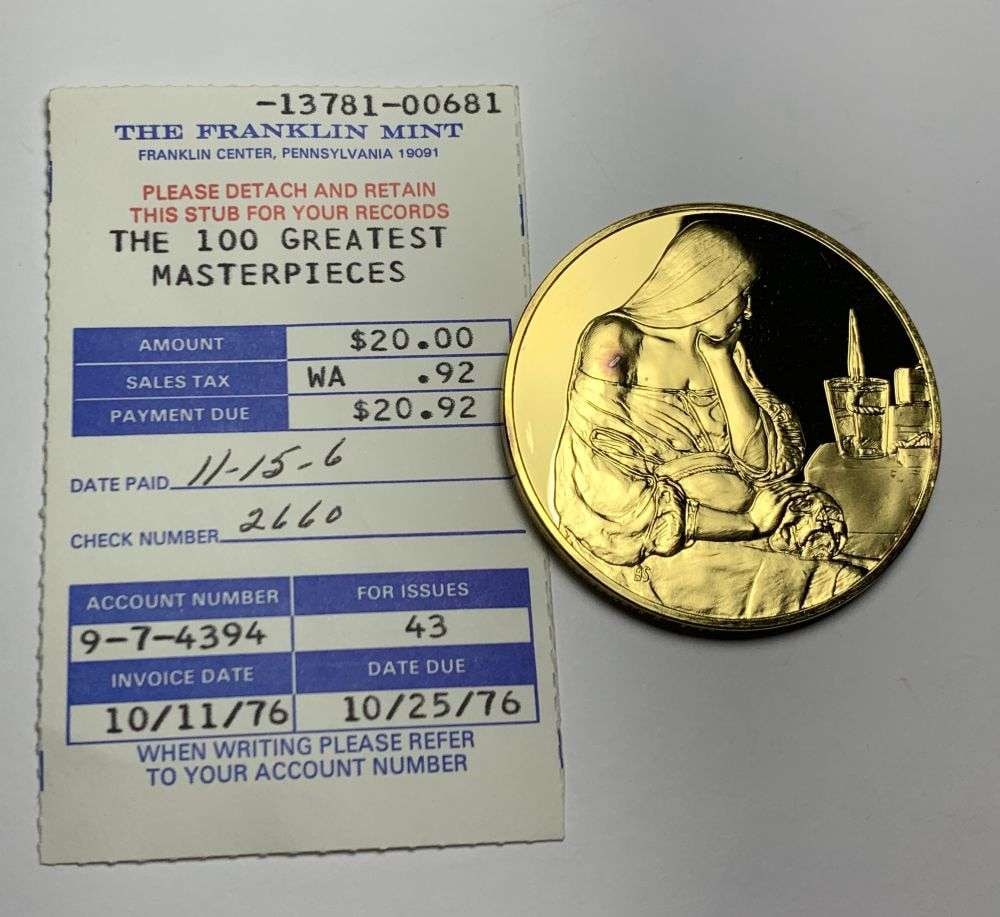 -13781-00681
THE FRANKLIN MINT
FRANKLIN CENTER, PENNSYLVANIA 19091
PLEASE DETACH AND RETAIN
THIS STUB FOR YOUR RECORDS
THE 100 GREATEST
MASTERPIECES
AMOUNT $20.00
SALES TAX WA .92
PAYMENT DUE $20.92
DATE PAID 11-15-6
CHECK NUMBER 2660
ACCOUNT NUMBER FOR ISSUES
9-7-4394 43
INVOICE DATE DATE DUE
10/11/76 10/25/76
WHEN WRITING PLEASE REFER
TO YOUR ACCOUNT NUMBER